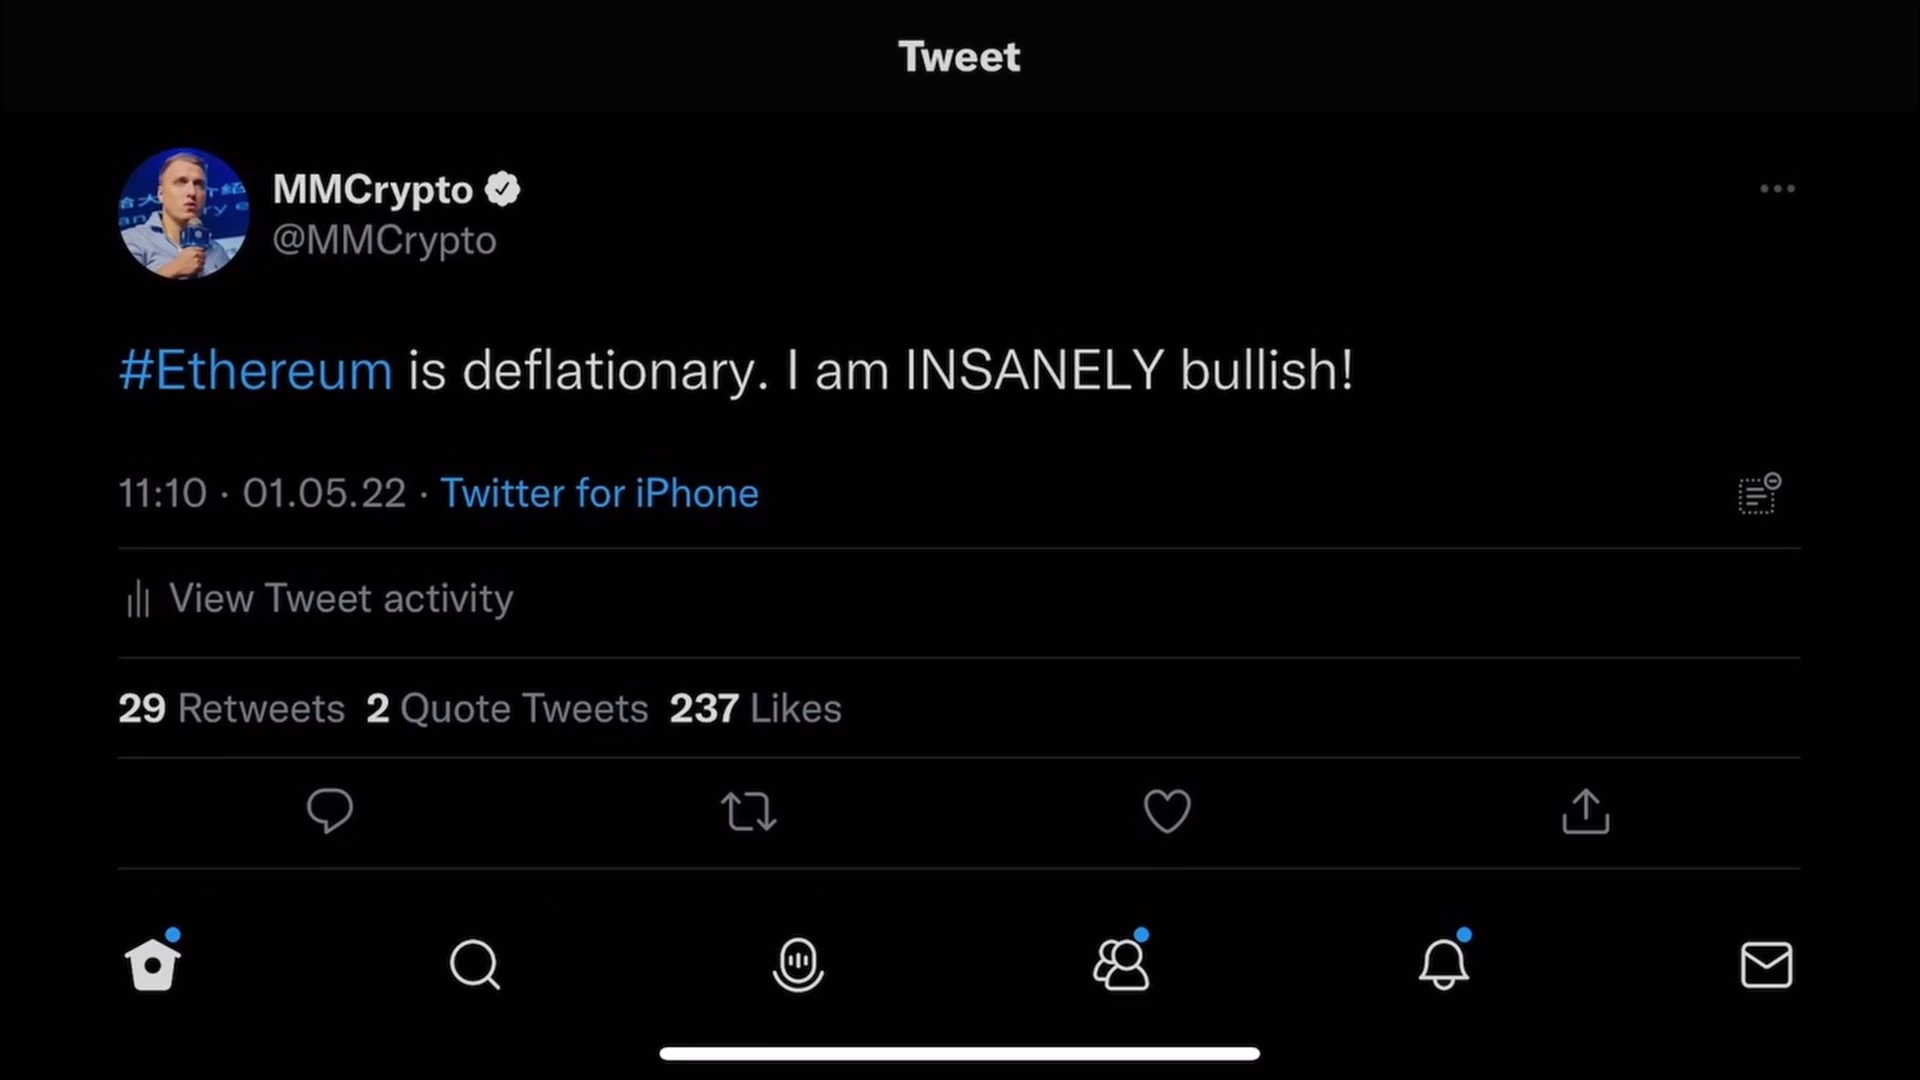 Tweet
MMCrypto
@MMCrypto
#Ethereum is deflationary. I am INSANELY bullish!
11:10 · 01.05.22 · Twitter for iPhone
View Tweet activity
29 Retweets 2 Quote Tweets 237 Likes